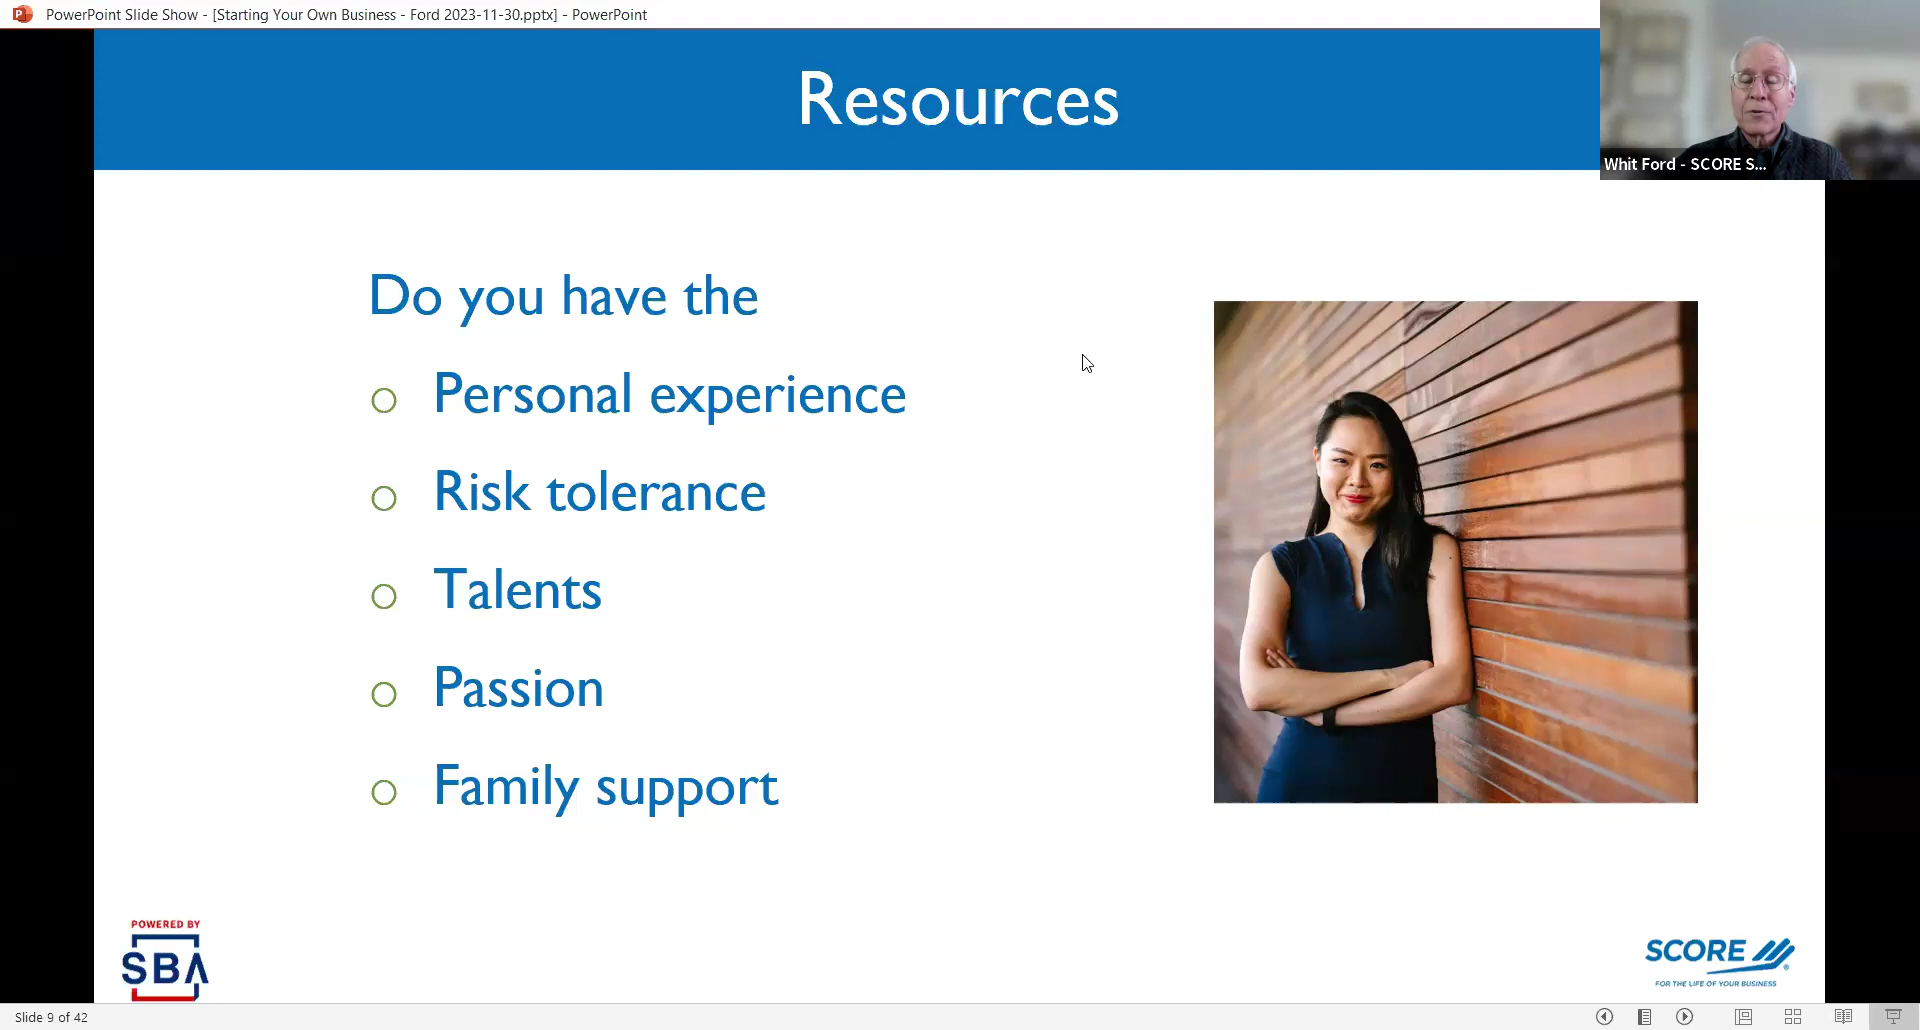 PowerPoint Slide Show - [Starting Your Own Business - Ford 2023-11-30.pptx] - PowerPoint
Resources
Whit Ford - SCORE S...
Do you have the
Personal experience
Risk tolerance
Talents
Passion
Family support
POWERED BY
SBA
SCORE
FOR THE LIFE OF YOUR BUSINESS
Slide 9 of 42